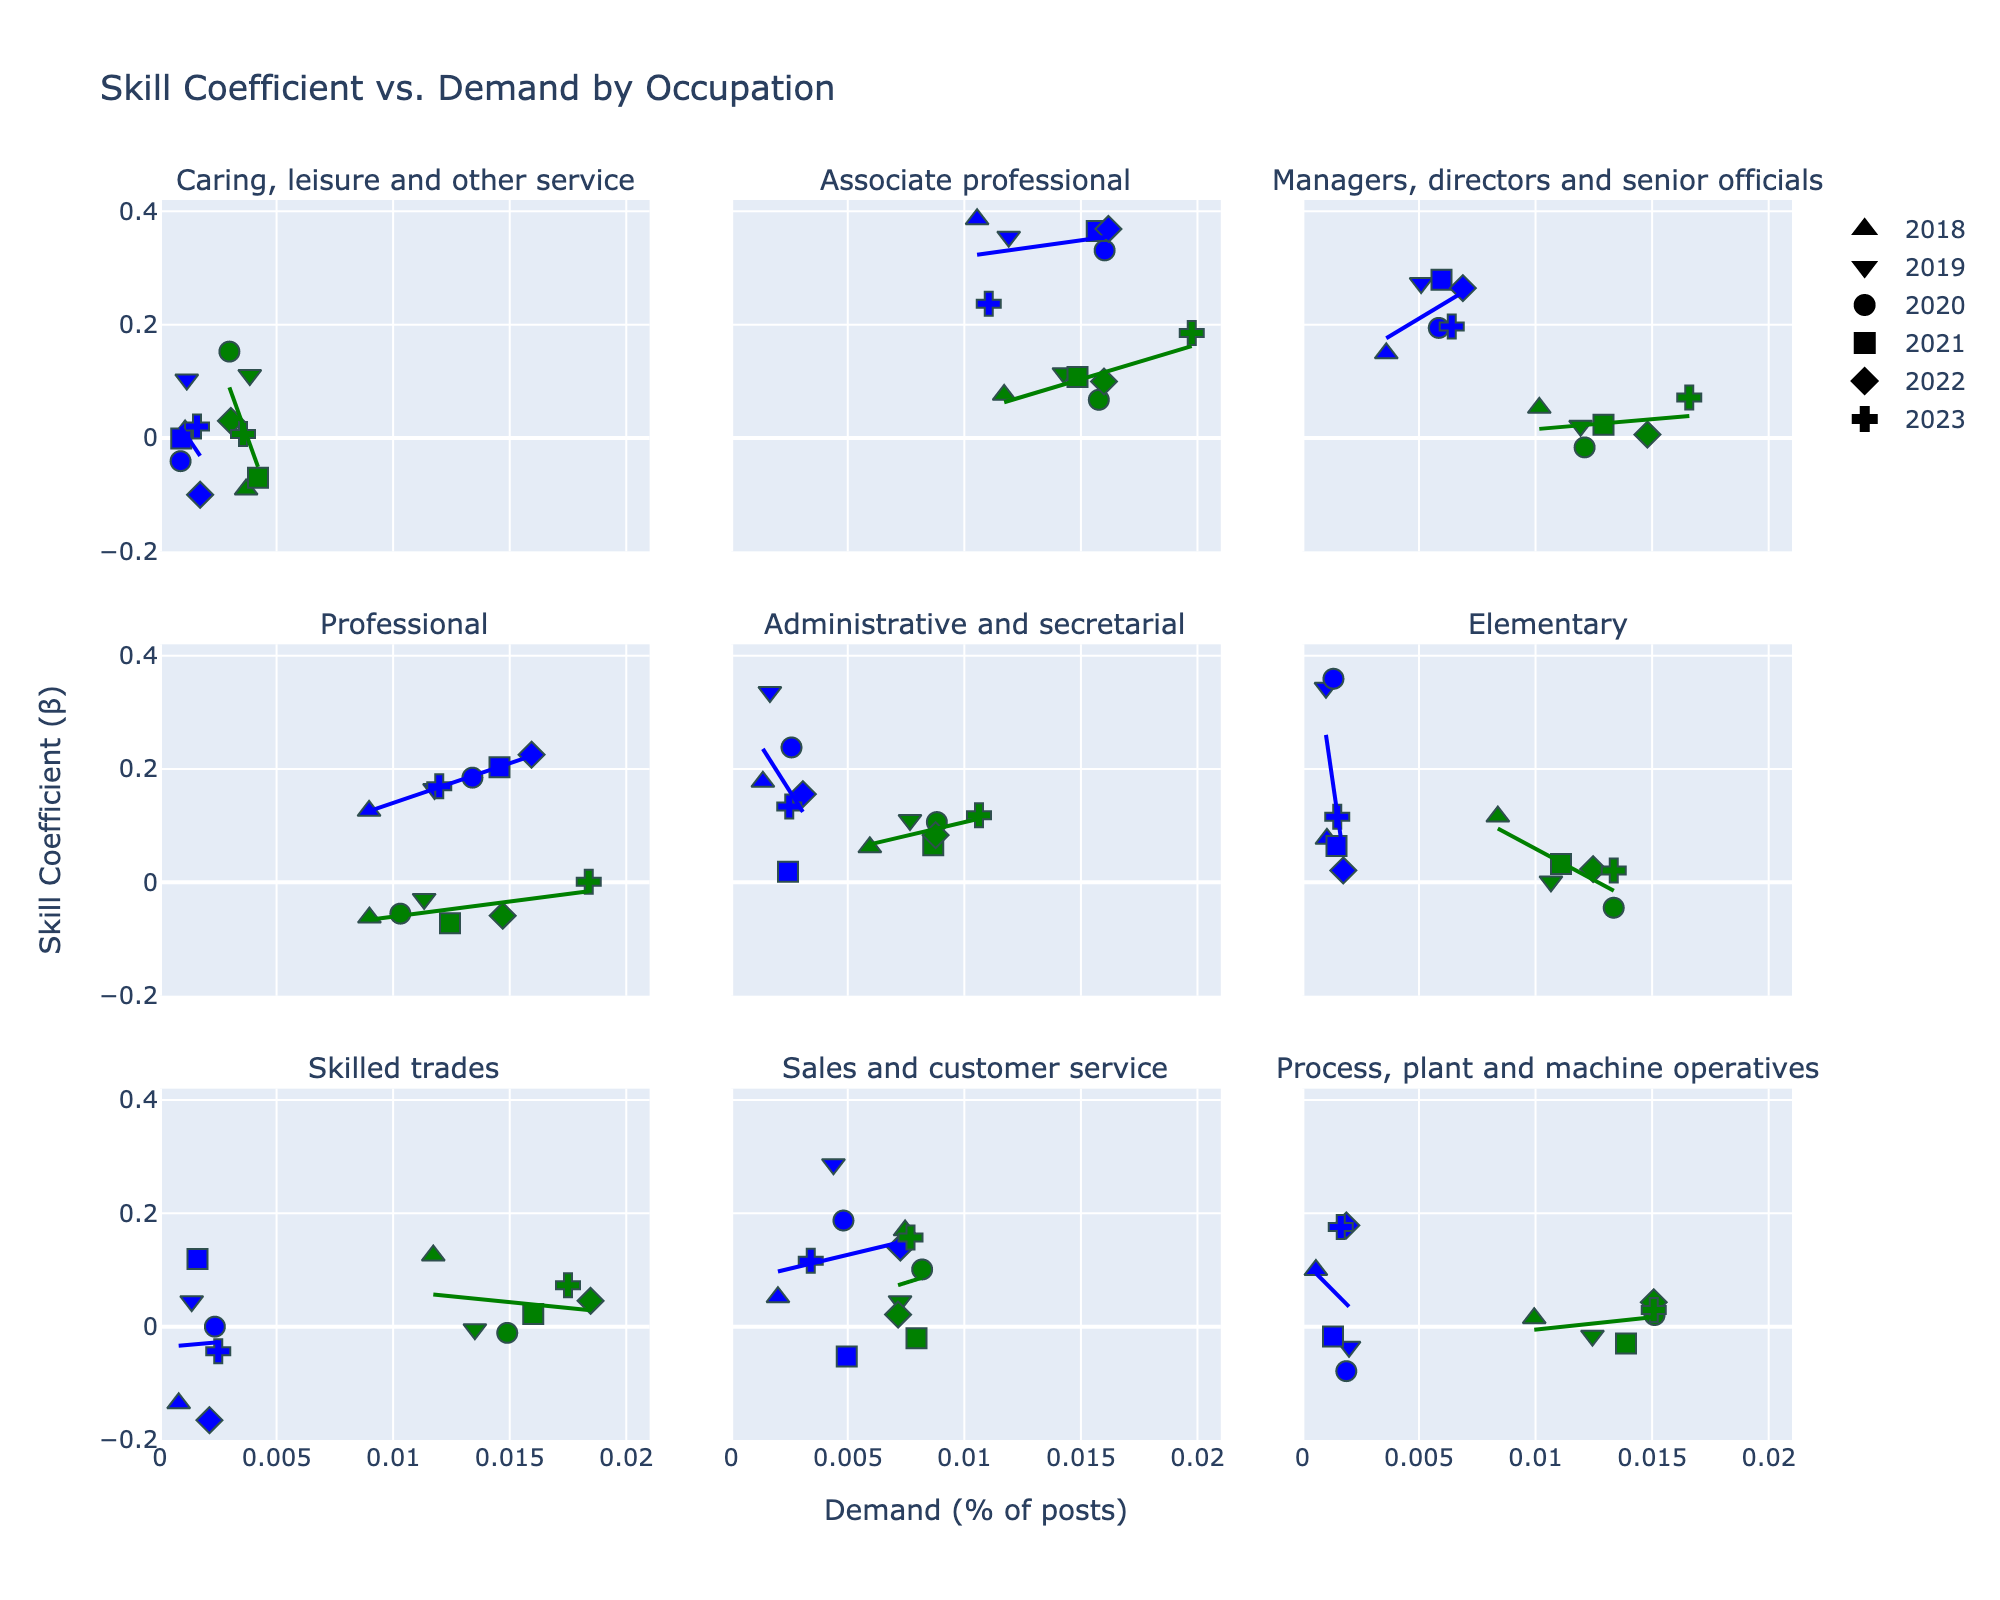 Skill Coefficient vs. Demand by Occupation
Caring, leisure and other service
Associate professional
Managers, directors and senior officials
0.4
0.2
0
−0.2
2018
2019
2020
2021
2022
2023
Professional
Administrative and secretarial
Elementary
0.4
0.2
0
−0.2
Skill Coefficient (β)
Skilled trades
Sales and customer service
Process, plant and machine operatives
0.4
0.2
0
−0.2
0 0.005 0.01 0.015 0.02
0 0.005 0.01 0.015 0.02
0 0.005 0.01 0.015 0.02
Demand (% of posts)